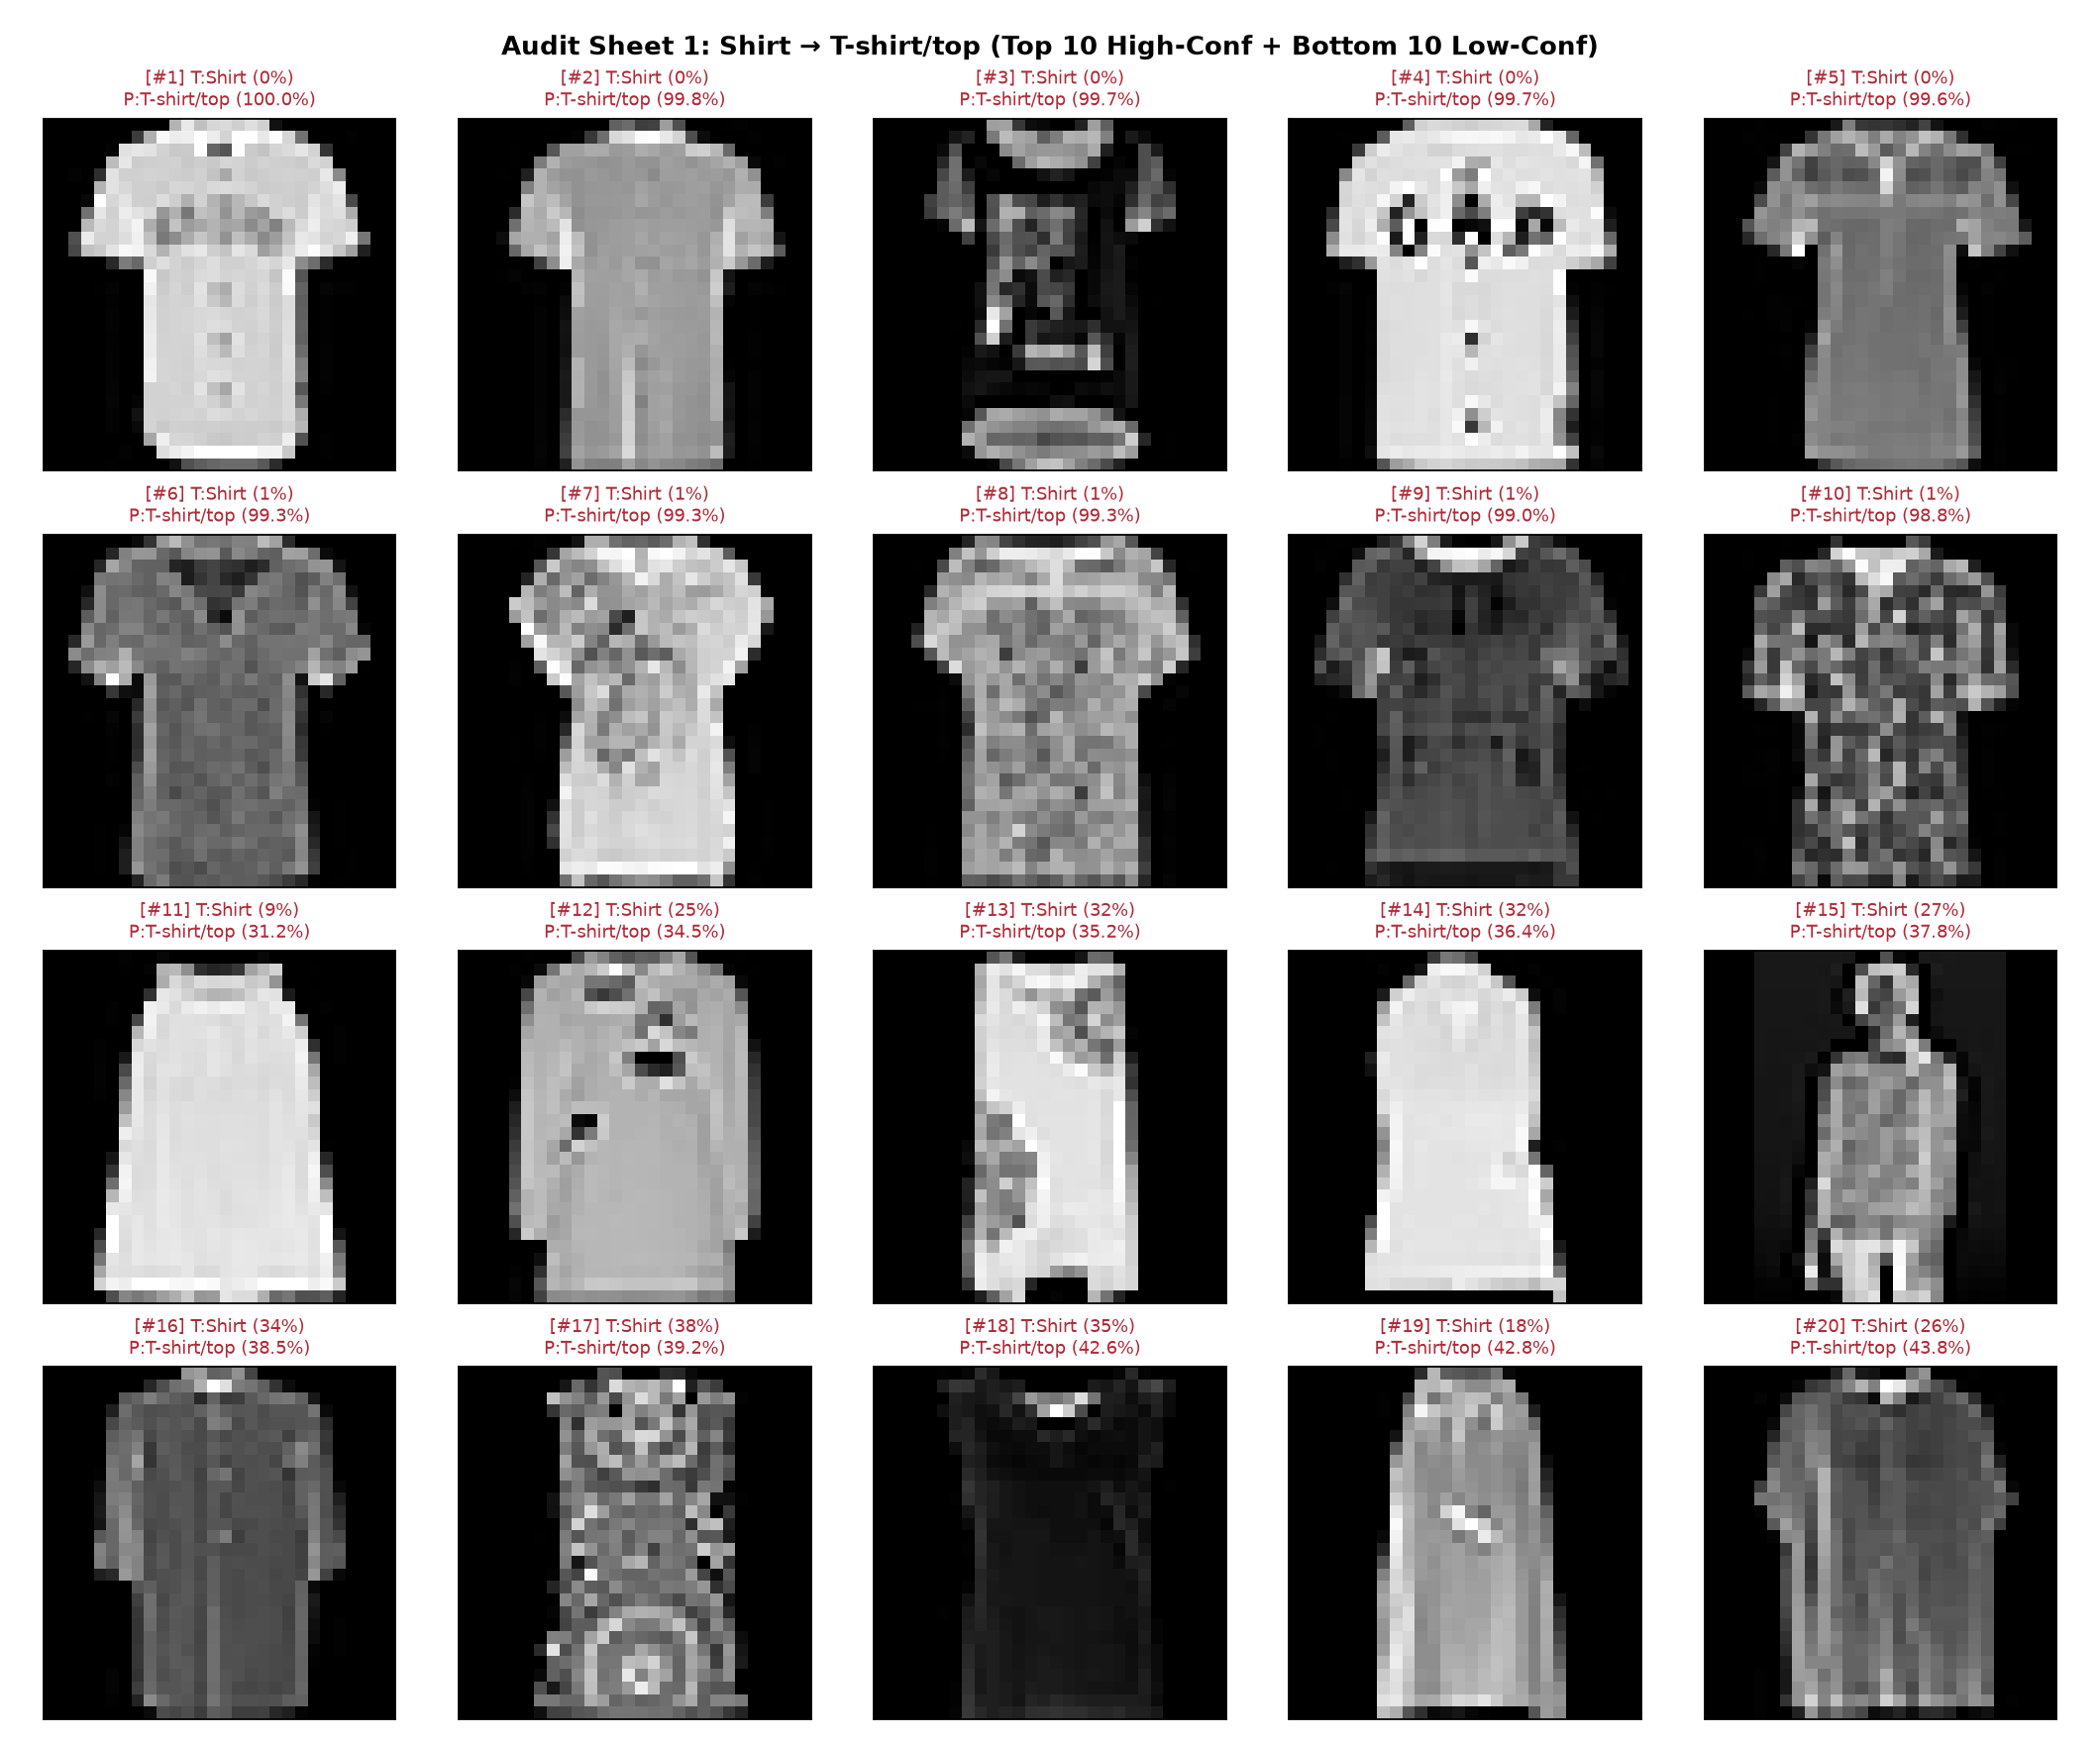 Audit Sheet 1: Shirt → T-shirt/top (Top 10 High-Conf + Bottom 10 Low-Conf)
[#1] T:Shirt (0%)
P:T-shirt/top (100.0%)
[#2] T:Shirt (0%)
P:T-shirt/top (99.8%)
[#3] T:Shirt (0%)
P:T-shirt/top (99.7%)
[#4] T:Shirt (0%)
P:T-shirt/top (99.7%)
[#5] T:Shirt (0%)
P:T-shirt/top (99.6%)
[#6] T:Shirt (1%)
P:T-shirt/top (99.3%)
[#7] T:Shirt (1%)
P:T-shirt/top (99.3%)
[#8] T:Shirt (1%)
P:T-shirt/top (99.3%)
[#9] T:Shirt (1%)
P:T-shirt/top (99.0%)
[#10] T:Shirt (1%)
P:T-shirt/top (98.8%)
[#11] T:Shirt (9%)
P:T-shirt/top (31.2%)
[#12] T:Shirt (25%)
P:T-shirt/top (34.5%)
[#13] T:Shirt (32%)
P:T-shirt/top (35.2%)
[#14] T:Shirt (32%)
P:T-shirt/top (36.4%)
[#15] T:Shirt (27%)
P:T-shirt/top (37.8%)
[#16] T:Shirt (34%)
P:T-shirt/top (38.5%)
[#17] T:Shirt (38%)
P:T-shirt/top (39.2%)
[#18] T:Shirt (35%)
P:T-shirt/top (42.6%)
[#19] T:Shirt (18%)
P:T-shirt/top (42.8%)
[#20] T:Shirt (26%)
P:T-shirt/top (43.8%)